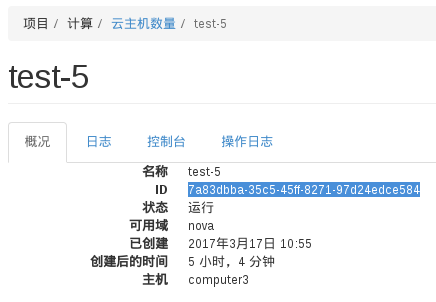 项目 / 计算 / 云主机数量 / test-5
test-5
概况 日志 控制台 操作日志
名称 test-5
ID 7a83dbba-35c5-45ff-8271-97d24edce584
状态 运行
可用域 nova
已创建 2017年3月17日 10:55
创建后的时间 5 小时，4 分钟
主机 computer3